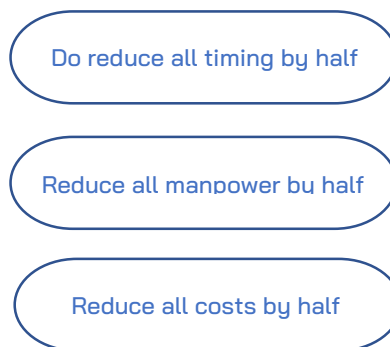 Do reduce all timing by half
Reduce all manpower by half
Reduce all costs by half